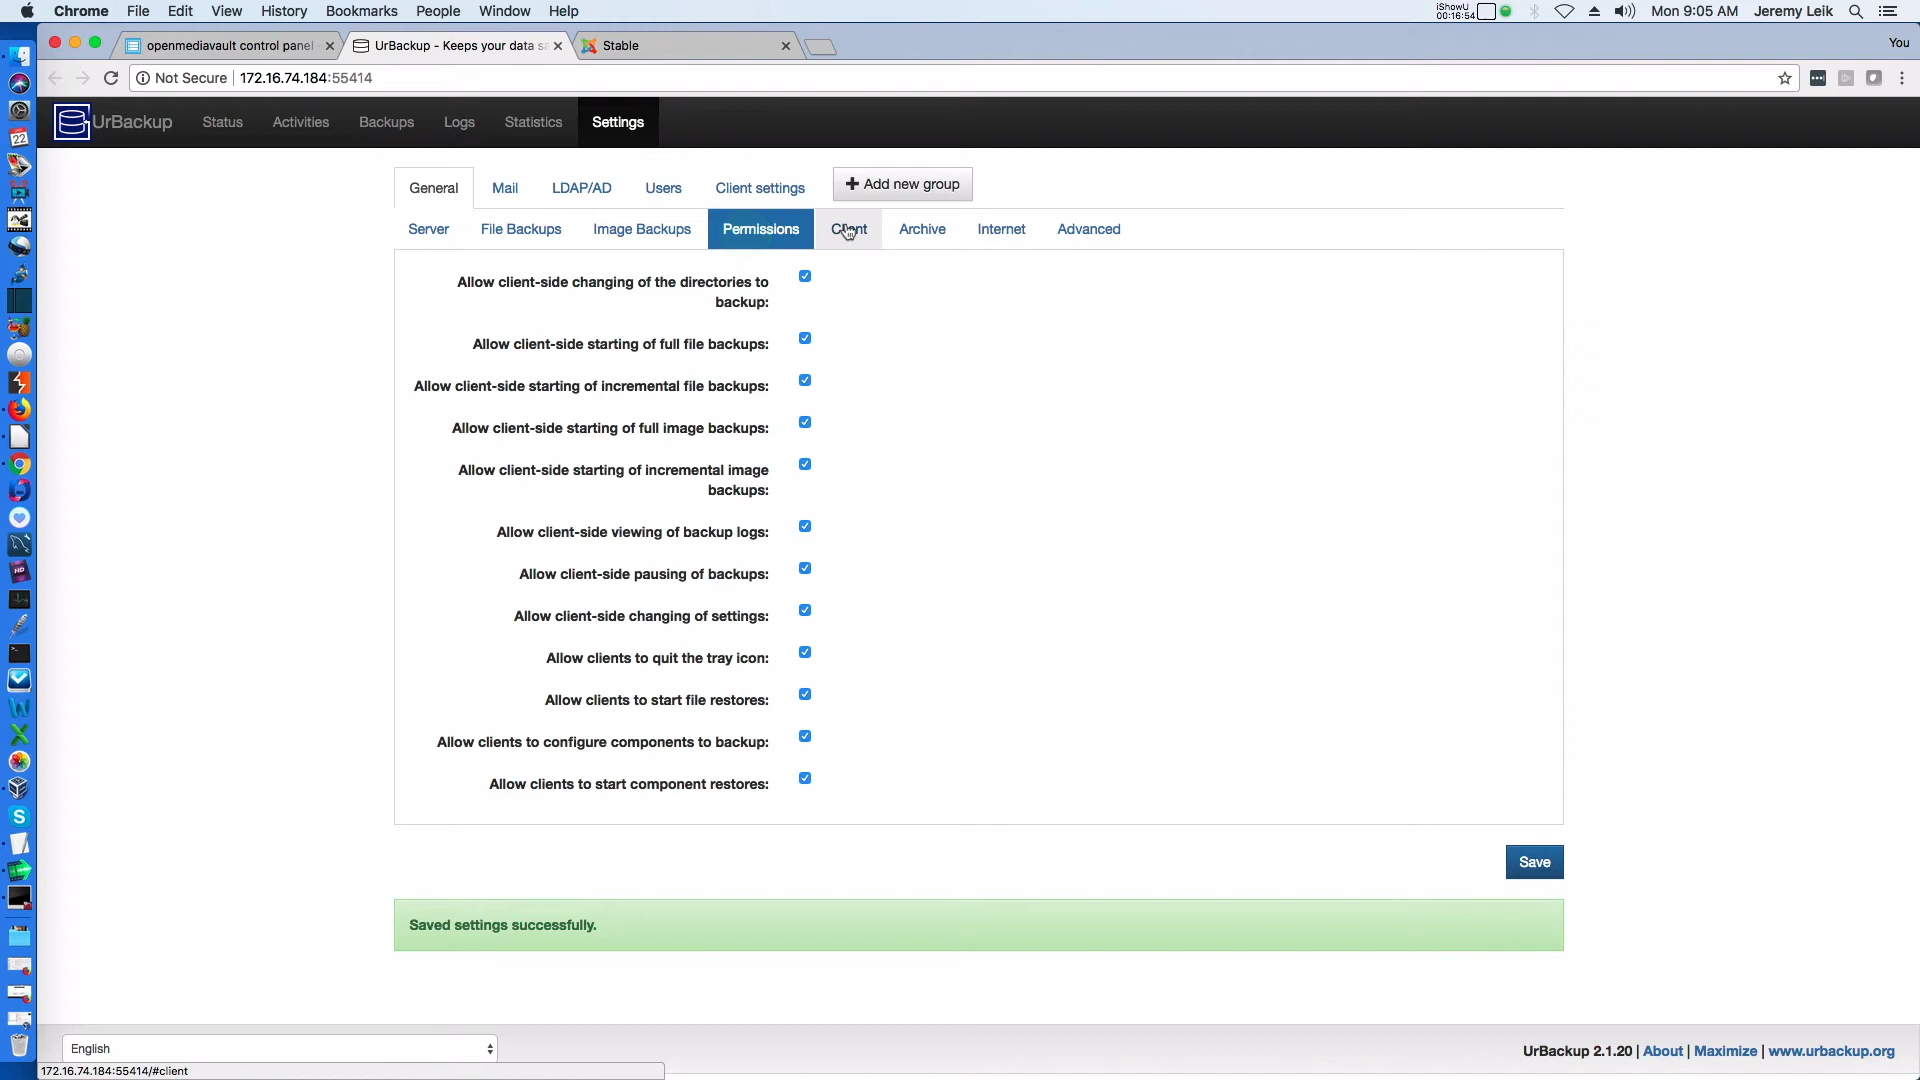 Chrome File Edit View History Bookmarks People Window Help iShowU 00:16:54 Mon 9:05 AM Jeremy Leik
openmediavault control panel UrBackup - Keeps your data sa Stable You
Not Secure 172.16.74.184:55414
UrBackup Status Activities Backups Logs Statistics Settings
General Mail LDAP/AD Users Client settings Add new group
Server File Backups Image Backups Permissions Client Archive Internet Advanced
Allow client-side changing of the directories to
backup:
Allow client-side starting of full file backups:
Allow client-side starting of incremental file backups:
Allow client-side starting of full image backups:
Allow client-side starting of incremental image
backups:
Allow client-side viewing of backup logs:
Allow client-side pausing of backups:
Allow client-side changing of settings:
Allow clients to quit the tray icon:
Allow clients to start file restores:
Allow clients to configure components to backup:
Allow clients to start component restores:
Save
Saved settings successfully.
English
UrBackup 2.1.20 | About | Maximize | www.urbackup.org
172.16.74.184:55414/#client